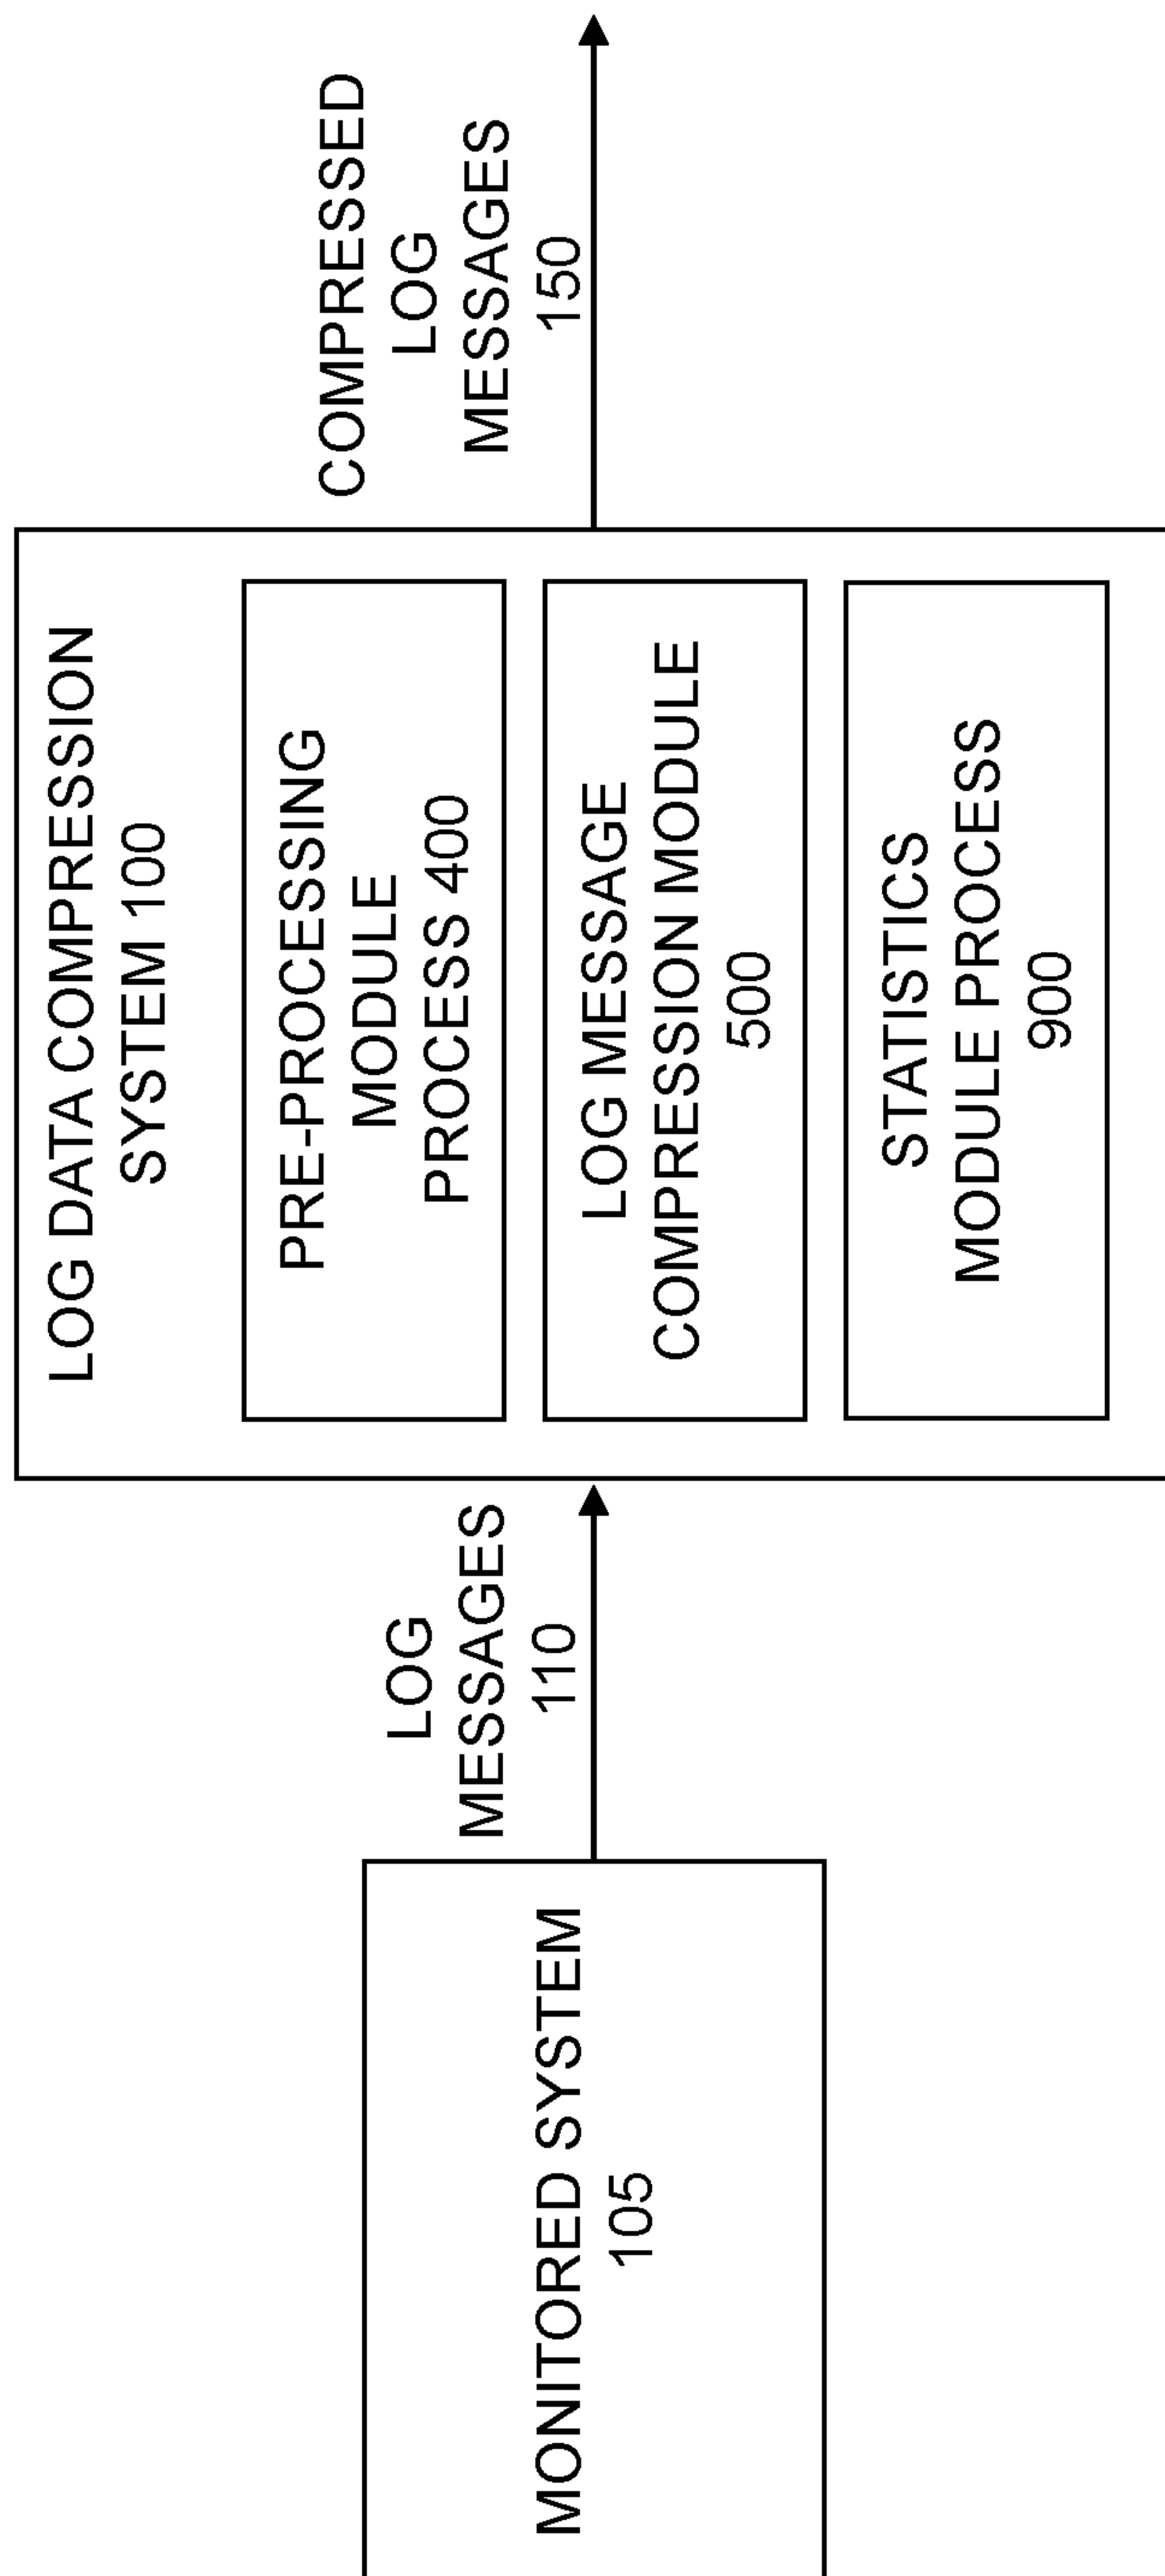 MONITORED SYSTEM
105
LOG
MESSAGES
110
LOG DATA COMPRESSION
SYSTEM 100
PRE-PROCESSING
MODULE
PROCESS 400
LOG MESSAGE
COMPRESSION MODULE
500
STATISTICS
MODULE PROCESS
900
COMPRESSED
LOG
MESSAGES
150